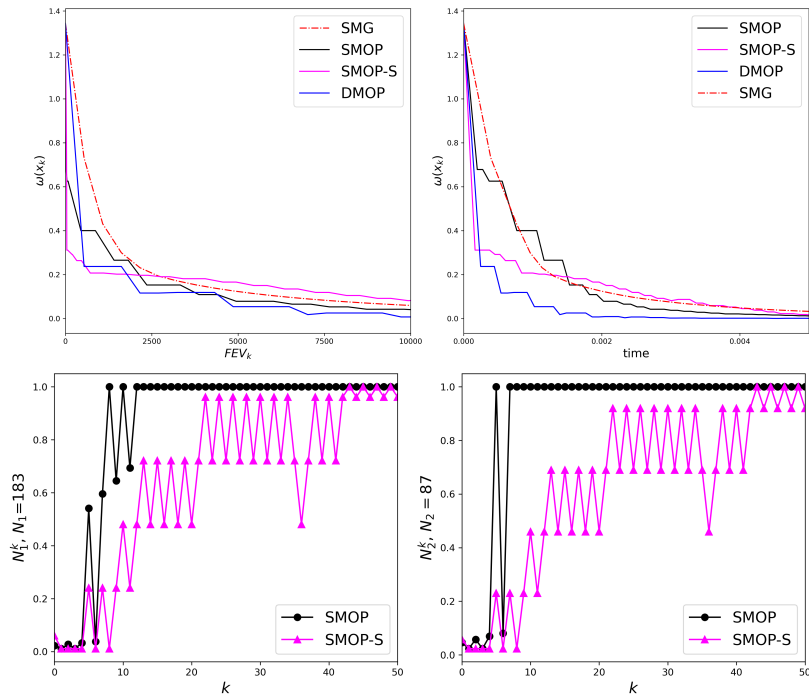 1.4
1.2
1.0
0.8
0.6
0.4
0.2
0.0
ω(x_k)
0
2500
5000
7500
10000
FEV_k
SMG
SMOP
SMOP-S
DMOP
1.4
1.2
1.0
0.8
0.6
0.4
0.2
0.0
ω(x_k)
0.000
0.002
0.004
time
SMOP
SMOP-S
DMOP
SMG
1.0
0.8
0.6
0.4
0.2
0.0
N_1^k, N_1=183
0
10
20
30
40
50
k
SMOP
SMOP-S
1.0
0.8
0.6
0.4
0.2
0.0
N_2^k, N_2 = 87
0
10
20
30
40
50
k
SMOP
SMOP-S